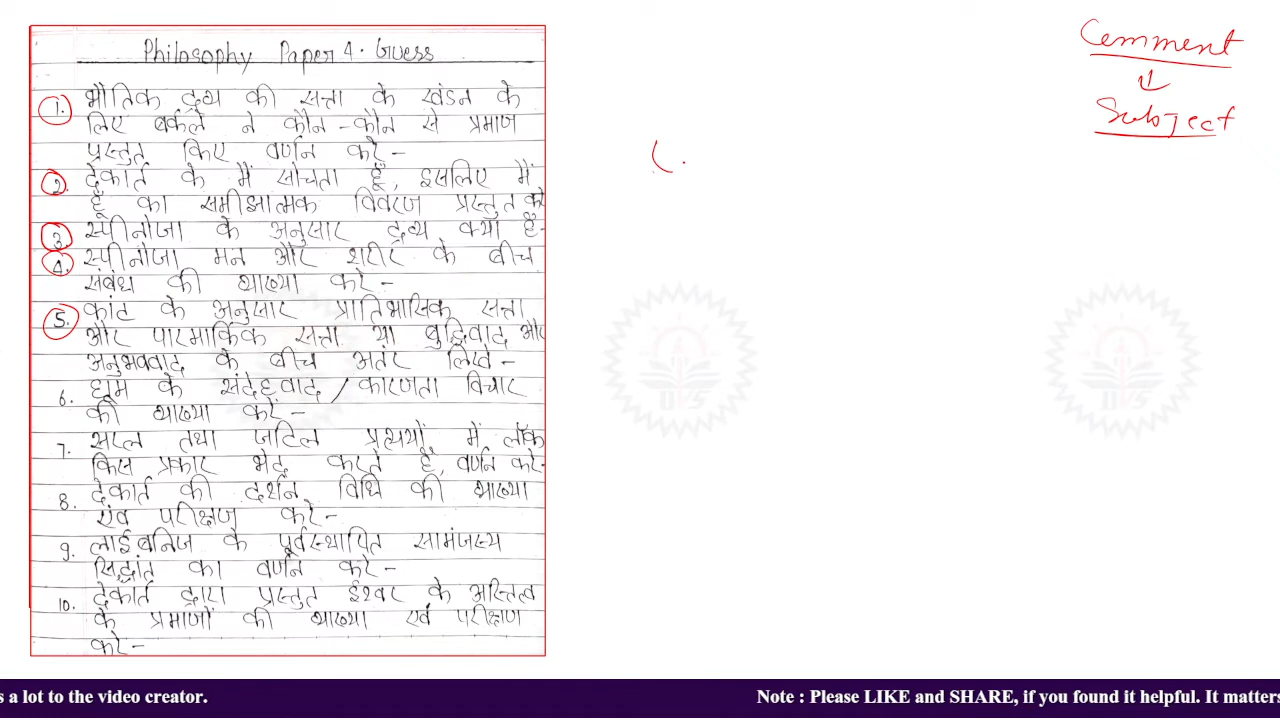 Philosophy Paper 4. Guess
1. भौतिक द्रव्य की सत्ता के खंडन के
लिए बर्कले ने कौन-कौन से प्रमाण
प्रस्तुत किए वर्णन करे-
2. देकार्त के मैं सोचता हूँ, इसलिए मैं
हूँ का समीक्षात्मक विवरण प्रस्तुत करे
3. स्पीनोजा के अनुसार द्रव्य क्या है-
4. स्पीनोजा मन और शरीर के बीच
संबंध की व्याख्या करे-
5. कांट के अनुसार प्रातिभासिक सत्ता
और पारमार्किक सत्ता या बुद्धिवाद और
अनुभववाद के बीच अंतर लिखे-
6. ह्यूम के संदेहवाद / कारणता विचार
की व्याख्या करें-
7. सरल तथा जटिल प्रत्ययों में लॉक
किस प्रकार भेद करते हैं, वर्णन करे-
8. देकार्त की दर्शन विधि की व्याख्या
एंव परीक्षण करे-
9. लाईबनिज के पूर्वस्थापित सामंजस्य
सिद्धांत का वर्णन करे-
10. देकार्त द्वारा प्रस्तुत ईश्वर के अस्तित्व
के प्रमाणों की व्याख्या एवं परीक्षण
करे-
Comment
↓
Subject
(.
DVS
DVS
s a lot to the video creator.
Note : Please LIKE and SHARE, if you found it helpful. It matters